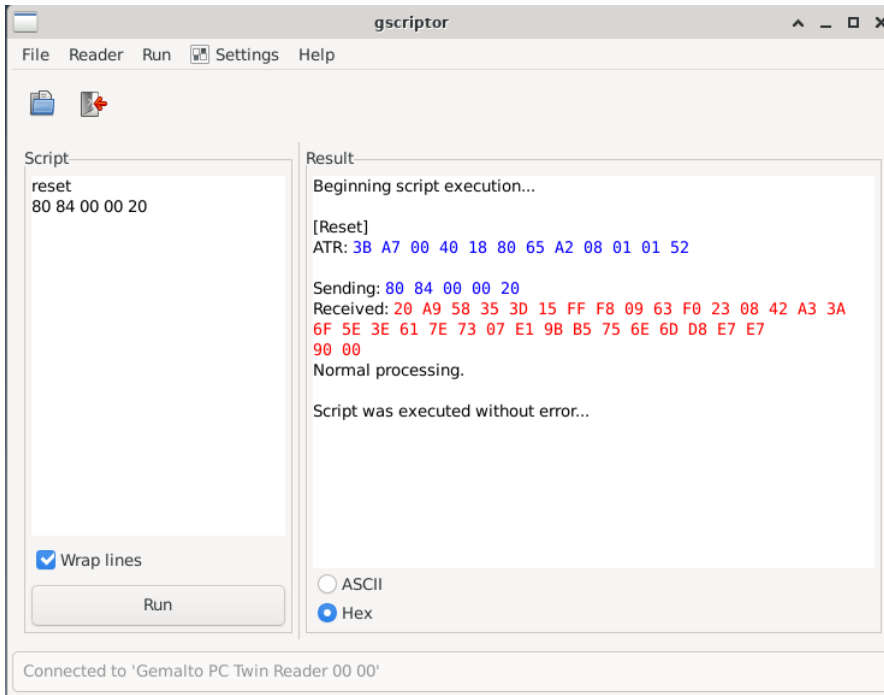 gscriptor
File Reader Run Settings Help
Script
reset
80 84 00 00 20
Wrap lines
Run
Result
Beginning script execution...
[Reset]
ATR: 3B A7 00 40 18 80 65 A2 08 01 01 52
Sending: 80 84 00 00 20
Received: 20 A9 58 35 3D 15 FF F8 09 63 F0 23 08 42 A3 3A
6F 5E 3E 61 7E 73 07 E1 9B B5 75 6E 6D D8 E7 E7
90 00
Normal processing.
Script was executed without error...
ASCII
Hex
Connected to 'Gemalto PC Twin Reader 00 00'